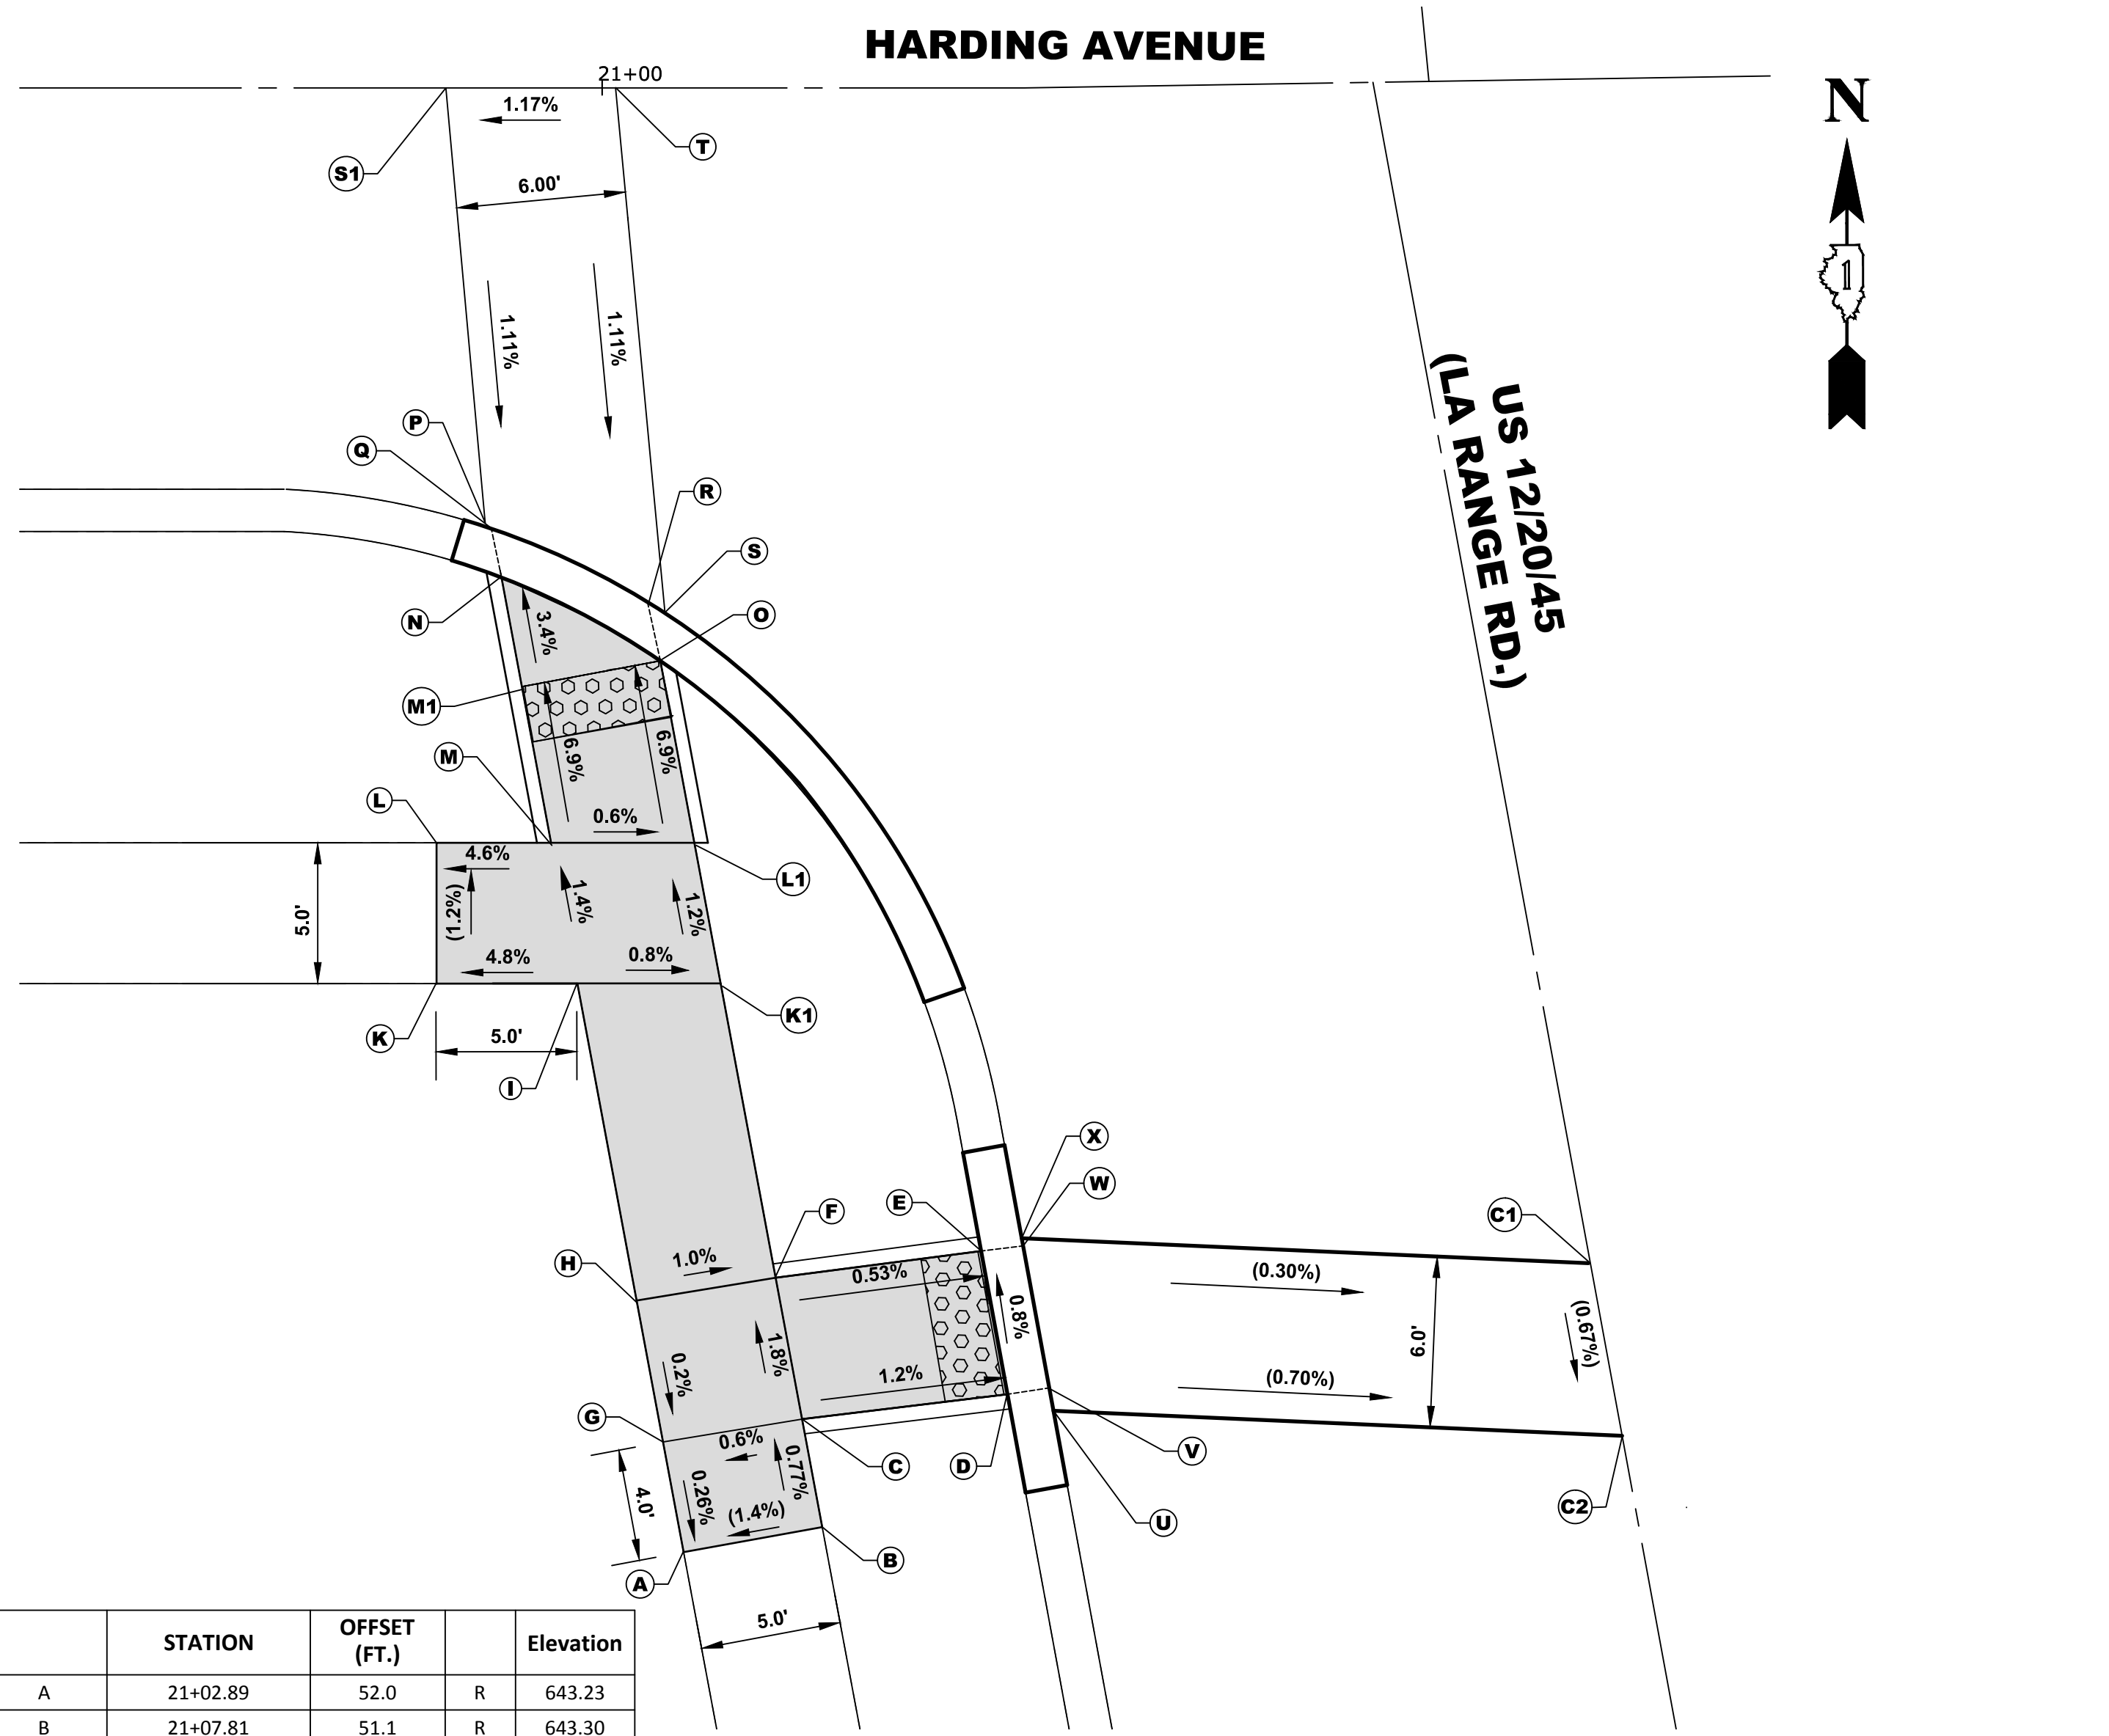 HARDING AVENUE
21+00
N
1
1.17%
S1
T
6.00'
1.11%
1.11%
US 12/20/45
(LA RANGE RD.)
P
Q
R
S
N
O
3.4%
M1
M
6.9%
6.9%
L
0.6%
4.6%
L1
(1.2%)
1.4%
1.2%
5.0'
4.8%
0.8%
K
K1
5.0'
I
X
W
E
F
C1
H
1.0%
0.53%
(0.30%)
0.8%
(0.67%)
6.0'
1.8%
0.2%
1.2%
(0.70%)
G
0.6%
V
C
D
0.77%
4.0'
0.26%
(1.4%)
C2
U
B
A
5.0'
STATION OFFSET (FT.) Elevation
A 21+02.89 52.0 R 643.23
B 21+07.81 51.1 R 643.30